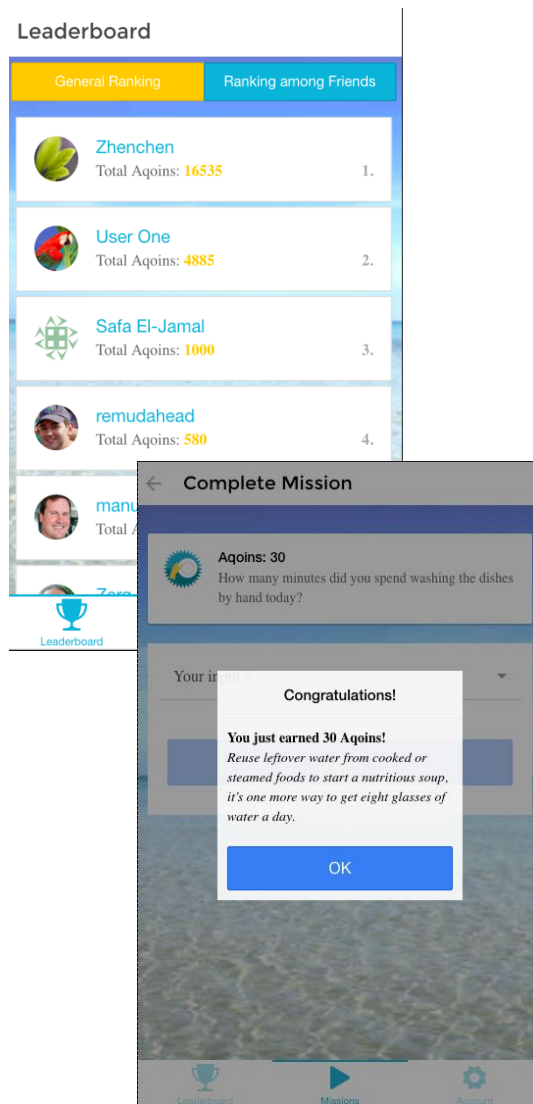 Leaderboard
General Ranking
Ranking among Friends
Zhenchen
Total Aqoins: 16535
1.
User One
Total Aqoins: 4885
2.
Safa El-Jamal
Total Aqoins: 1000
3.
remudahead
Total Aqoins: 580
4.
Total
Leaderboard
Complete Mission
Aqoins: 30
How many minutes did you spend washing the dishes
by hand today?
Your
Congratulations!
You just earned 30 Aqoins!
Reuse leftover water from cooked or
steamed foods to start a nutritious soup,
it's one more way to get eight glasses of
water a day.
OK
Leaderboard
Missions
Account